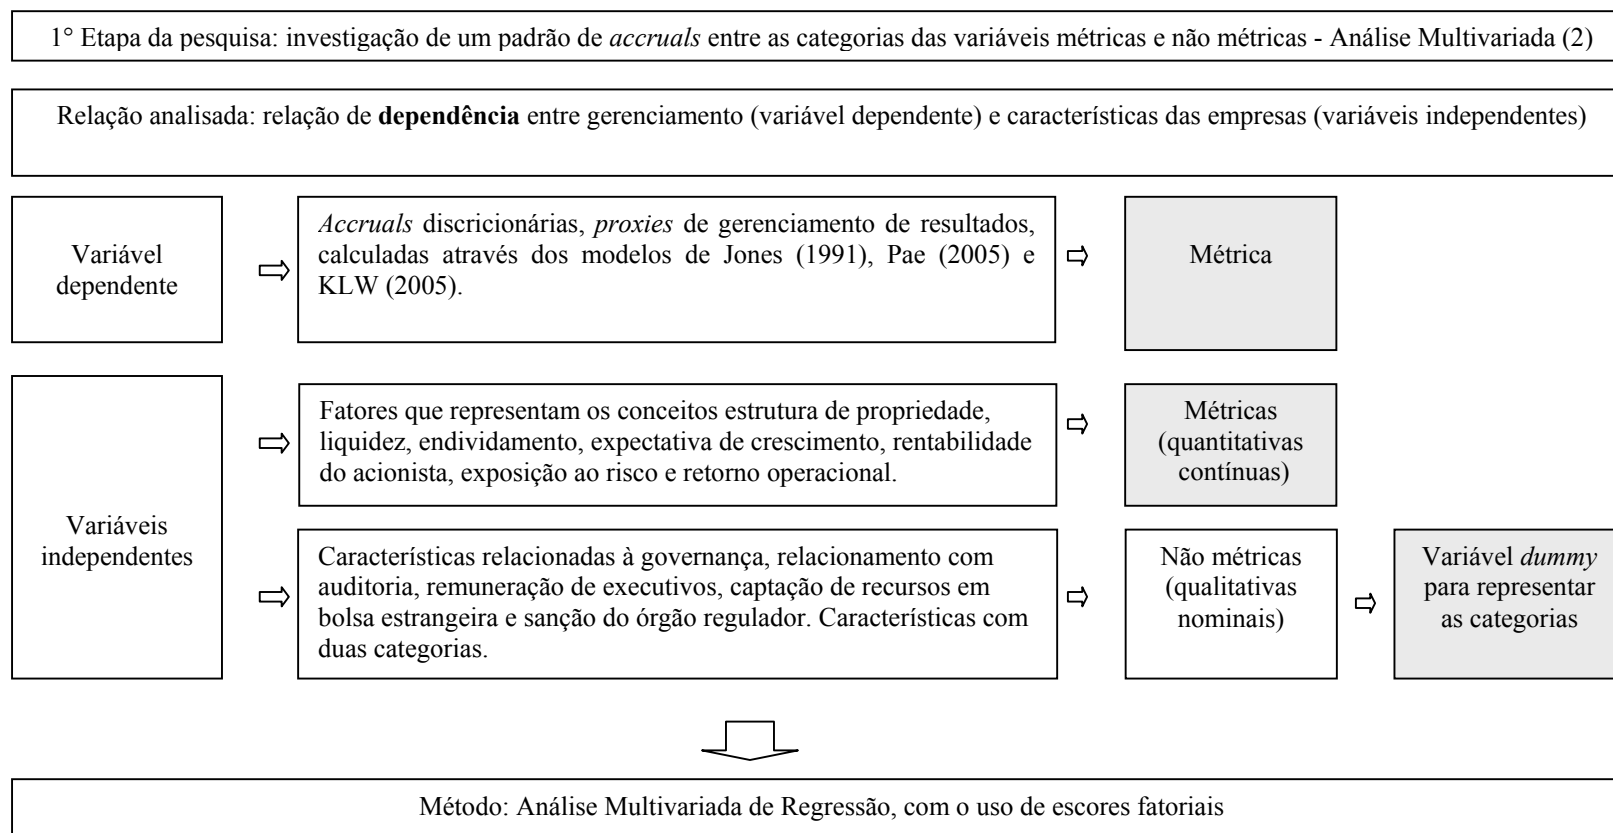 1° Etapa da pesquisa: investigação de um padrão de accruals entre as categorias das variáveis métricas e não métricas - Análise Multivariada (2)
Relação analisada: relação de dependência entre gerenciamento (variável dependente) e características das empresas (variáveis independentes)
Variável
dependente
Accruals discricionárias, proxies de gerenciamento de resultados,
calculadas através dos modelos de Jones (1991), Pae (2005) e
KLW (2005).
Métrica
Variáveis
independentes
Fatores que representam os conceitos estrutura de propriedade,
liquidez, endividamento, expectativa de crescimento, rentabilidade
do acionista, exposição ao risco e retorno operacional.
Métricas
(quantitativas
contínuas)
Características relacionadas à governança, relacionamento com
auditoria, remuneração de executivos, captação de recursos em
bolsa estrangeira e sanção do órgão regulador. Características com
duas categorias.
Não métricas
(qualitativas
nominais)
Variável dummy
para representar
as categorias
Método: Análise Multivariada de Regressão, com o uso de escores fatoriais